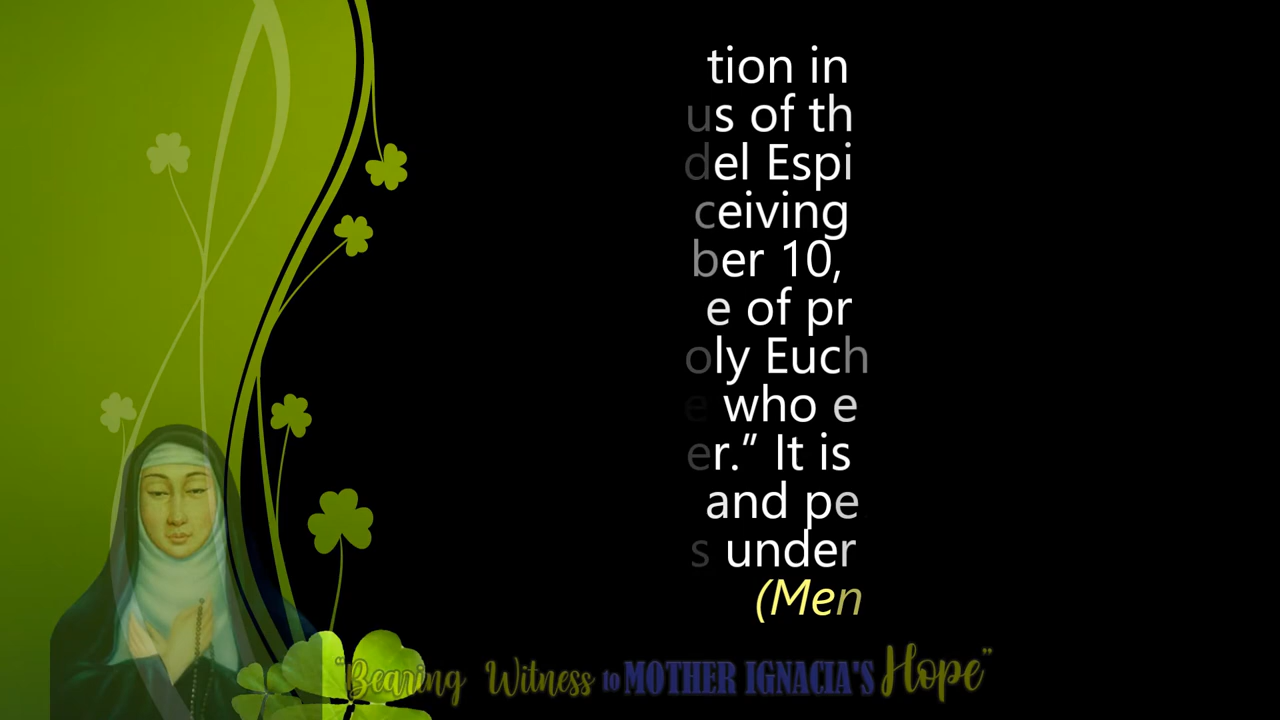 tion in
us of th
del Espi
ceiving
ber 10,
e of pr
oly Euch
e who e
er.” It is
and pe
s under
(Men
“Bearing Witness to MOTHER IGNACIA'S Hope”